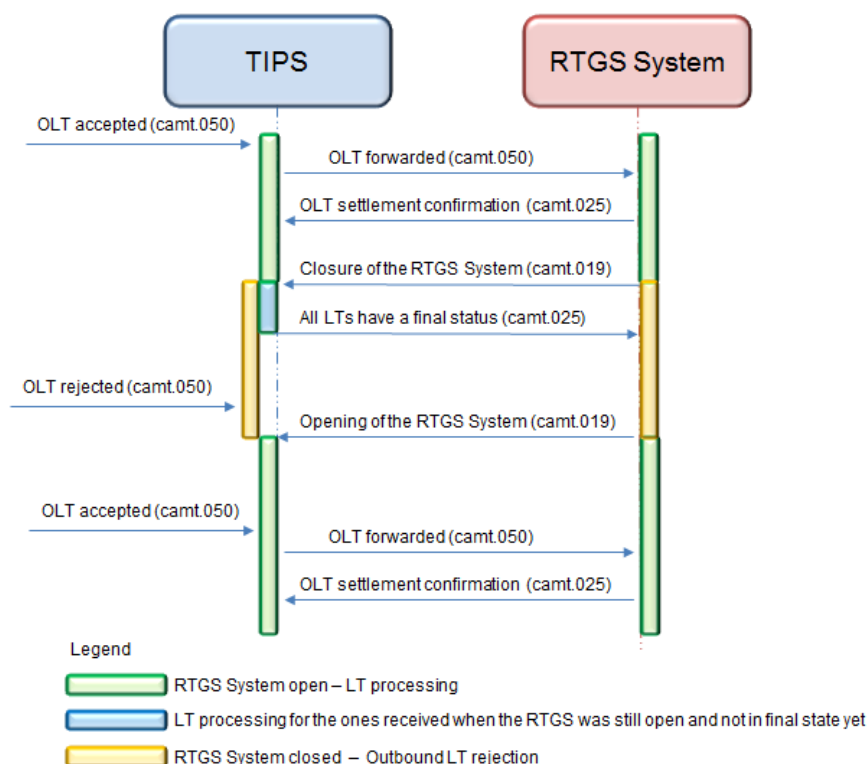 TIPS
RTGS System
OLT accepted (camt.050)
OLT forwarded (camt.050)
OLT settlement confirmation (camt.025)
Closure of the RTGS System (camt.019)
All LTs have a final status (camt.025)
OLT rejected (camt.050)
Opening of the RTGS System (camt.019)
OLT accepted (camt.050)
OLT forwarded (camt.050)
OLT settlement confirmation (camt.025)
Legend
RTGS System open – LT processing
LT processing for the ones received when the RTGS was still open and not in final state yet
RTGS System closed – Outbound LT rejection